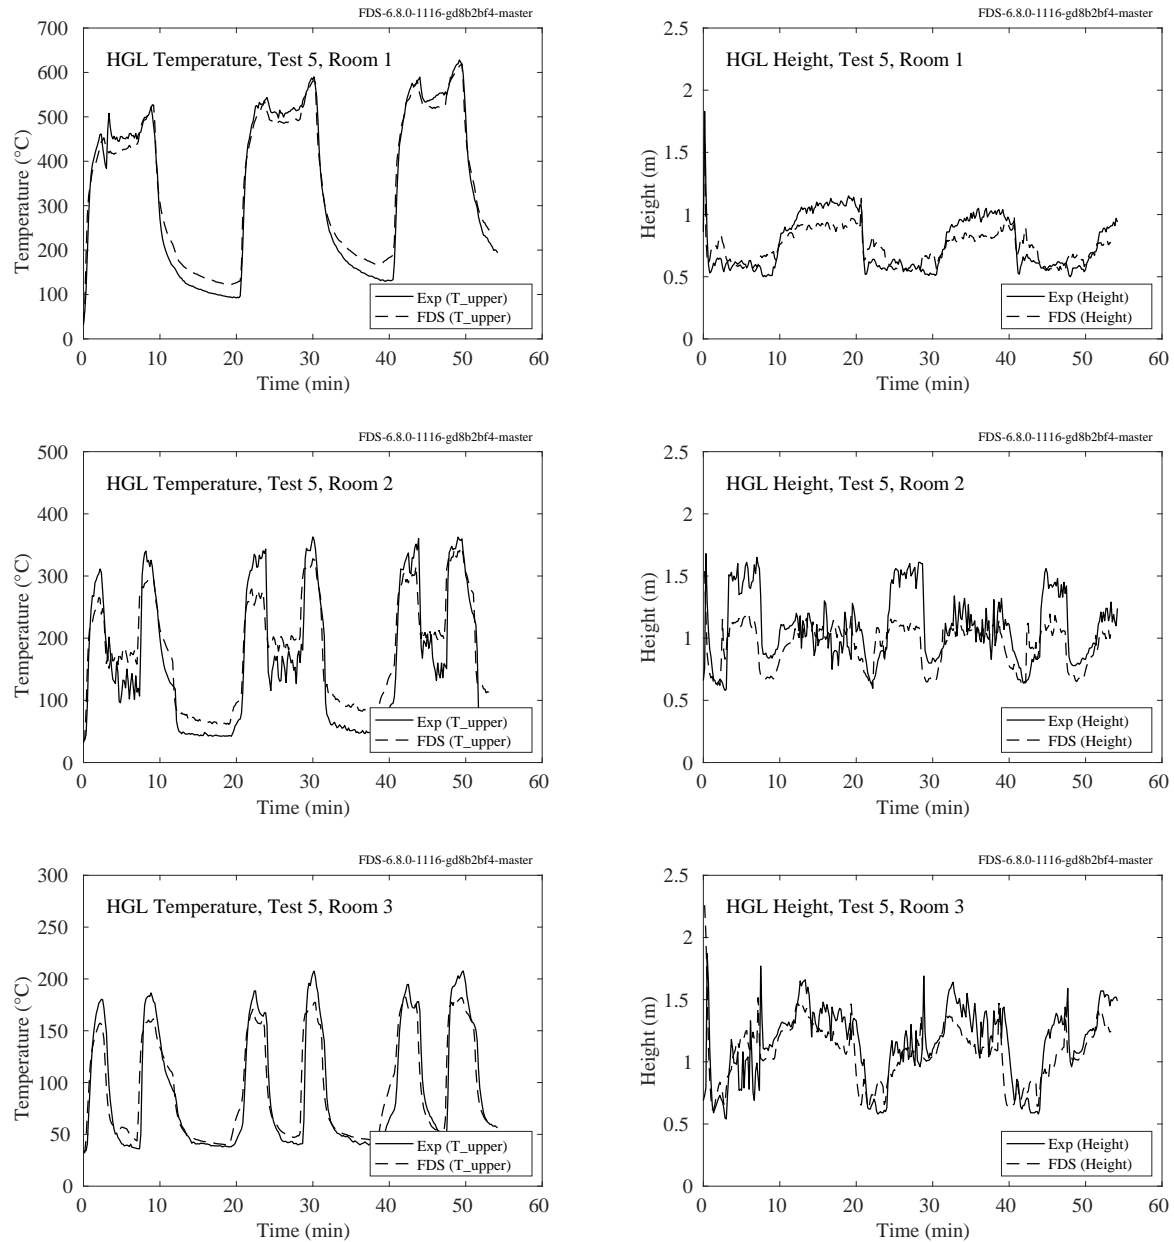 FDS-6.8.0-1116-gd8b2bf4-master
HGL Temperature, Test 5, Room 1
Temperature (°C)
700
600
500
400
300
200
100
0
Exp (T_upper)
FDS (T_upper)
0 10 20 30 40 50 60
Time (min)
FDS-6.8.0-1116-gd8b2bf4-master
HGL Height, Test 5, Room 1
Height (m)
2.5
2
1.5
1
0.5
0
Exp (Height)
FDS (Height)
0 10 20 30 40 50 60
Time (min)
FDS-6.8.0-1116-gd8b2bf4-master
HGL Temperature, Test 5, Room 2
Temperature (°C)
500
400
300
200
100
0
Exp (T_upper)
FDS (T_upper)
0 10 20 30 40 50 60
Time (min)
FDS-6.8.0-1116-gd8b2bf4-master
HGL Height, Test 5, Room 2
Height (m)
2.5
2
1.5
1
0.5
0
Exp (Height)
FDS (Height)
0 10 20 30 40 50 60
Time (min)
FDS-6.8.0-1116-gd8b2bf4-master
HGL Temperature, Test 5, Room 3
Temperature (°C)
300
250
200
150
100
50
0
Exp (T_upper)
FDS (T_upper)
0 10 20 30 40 50 60
Time (min)
FDS-6.8.0-1116-gd8b2bf4-master
HGL Height, Test 5, Room 3
Height (m)
2.5
2
1.5
1
0.5
0
Exp (Height)
FDS (Height)
0 10 20 30 40 50 60
Time (min)